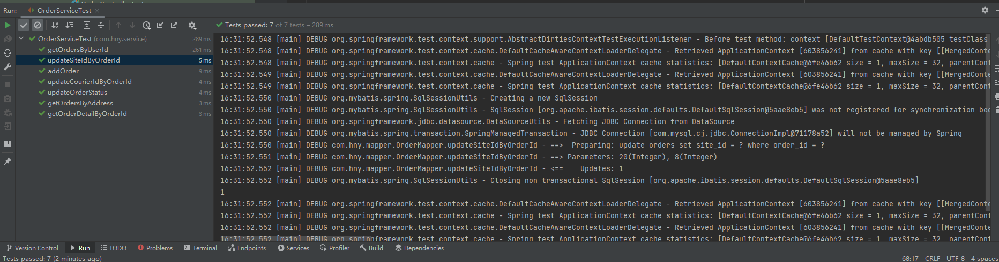 Run: OrderServiceTest
Tests passed: 7 of 7 tests – 289 ms
OrderServiceTest (com.hny.service) 289 ms
getOrdersByUserId 261 ms
updateSiteIdByOrderId 5 ms
addOrder 9 ms
updateCourierIdByOrderId 4 ms
updateOrderStatus 4 ms
getOrdersByAddress 3 ms
getOrderDetailByOrderId 3 ms
16:31:52.548 [main] DEBUG org.springframework.test.context.support.AbstractDirtiesContextTestExecutionListener - Before test method: context [DefaultTestContext@4abdb505 testClass
16:31:52.548 [main] DEBUG org.springframework.test.context.cache.DefaultCacheAwareContextLoaderDelegate - Retrieved ApplicationContext [603856241] from cache with key [[MergedConte
16:31:52.548 [main] DEBUG org.springframework.test.context.cache - Spring test ApplicationContext cache statistics: [DefaultContextCache@6fe46b62 size = 1, maxSize = 32, parentCont
16:31:52.549 [main] DEBUG org.springframework.test.context.cache.DefaultCacheAwareContextLoaderDelegate - Retrieved ApplicationContext [603856241] from cache with key [[MergedConte
16:31:52.549 [main] DEBUG org.springframework.test.context.cache - Spring test ApplicationContext cache statistics: [DefaultContextCache@6fe46b62 size = 1, maxSize = 32, parentCont
16:31:52.550 [main] DEBUG org.mybatis.spring.SqlSessionUtils - Creating a new SqlSession
16:31:52.550 [main] DEBUG org.mybatis.spring.SqlSessionUtils - SqlSession [org.apache.ibatis.session.defaults.DefaultSqlSession@5aae8eb5] was not registered for synchronization bec
16:31:52.550 [main] DEBUG org.springframework.jdbc.datasource.DataSourceUtils - Fetching JDBC Connection from DataSource
16:31:52.550 [main] DEBUG org.mybatis.spring.transaction.SpringManagedTransaction - JDBC Connection [com.mysql.cj.jdbc.ConnectionImpl@71178a52] will not be managed by Spring
16:31:52.550 [main] DEBUG com.hny.mapper.OrderMapper.updateSiteIdByOrderId - ==>  Preparing: update orders set site_id = ? where order_id = ?
16:31:52.551 [main] DEBUG com.hny.mapper.OrderMapper.updateSiteIdByOrderId - ==> Parameters: 20(Integer), 8(Integer)
16:31:52.552 [main] DEBUG com.hny.mapper.OrderMapper.updateSiteIdByOrderId - <==    Updates: 1
16:31:52.552 [main] DEBUG org.mybatis.spring.SqlSessionUtils - Closing non transactional SqlSession [org.apache.ibatis.session.defaults.DefaultSqlSession@5aae8eb5]
1
16:31:52.552 [main] DEBUG org.springframework.test.context.cache.DefaultCacheAwareContextLoaderDelegate - Retrieved ApplicationContext [603856241] from cache with key [[MergedConte
16:31:52.552 [main] DEBUG org.springframework.test.context.cache - Spring test ApplicationContext cache statistics: [DefaultContextCache@6fe46b62 size = 1, maxSize = 32, parentCont
16:31:52.552 [main] DEBUG org.springframework.test.context.cache.DefaultCacheAwareContextLoaderDelegate - Retrieved ApplicationContext [603856241] from cache with key [[MergedConte
16:31:52.552 [main] DEBUG org.springframework.test.context.cache - Spring test ApplicationContext cache statistics: [DefaultContextCache@6fe46b62 size = 1, maxSize = 32, parentCont
Version Control Run TODO Problems Terminal Endpoints Services Profiler Build Dependencies
Tests passed: 7 (2 minutes ago) 68:17 CRLF UTF-8 4 spaces